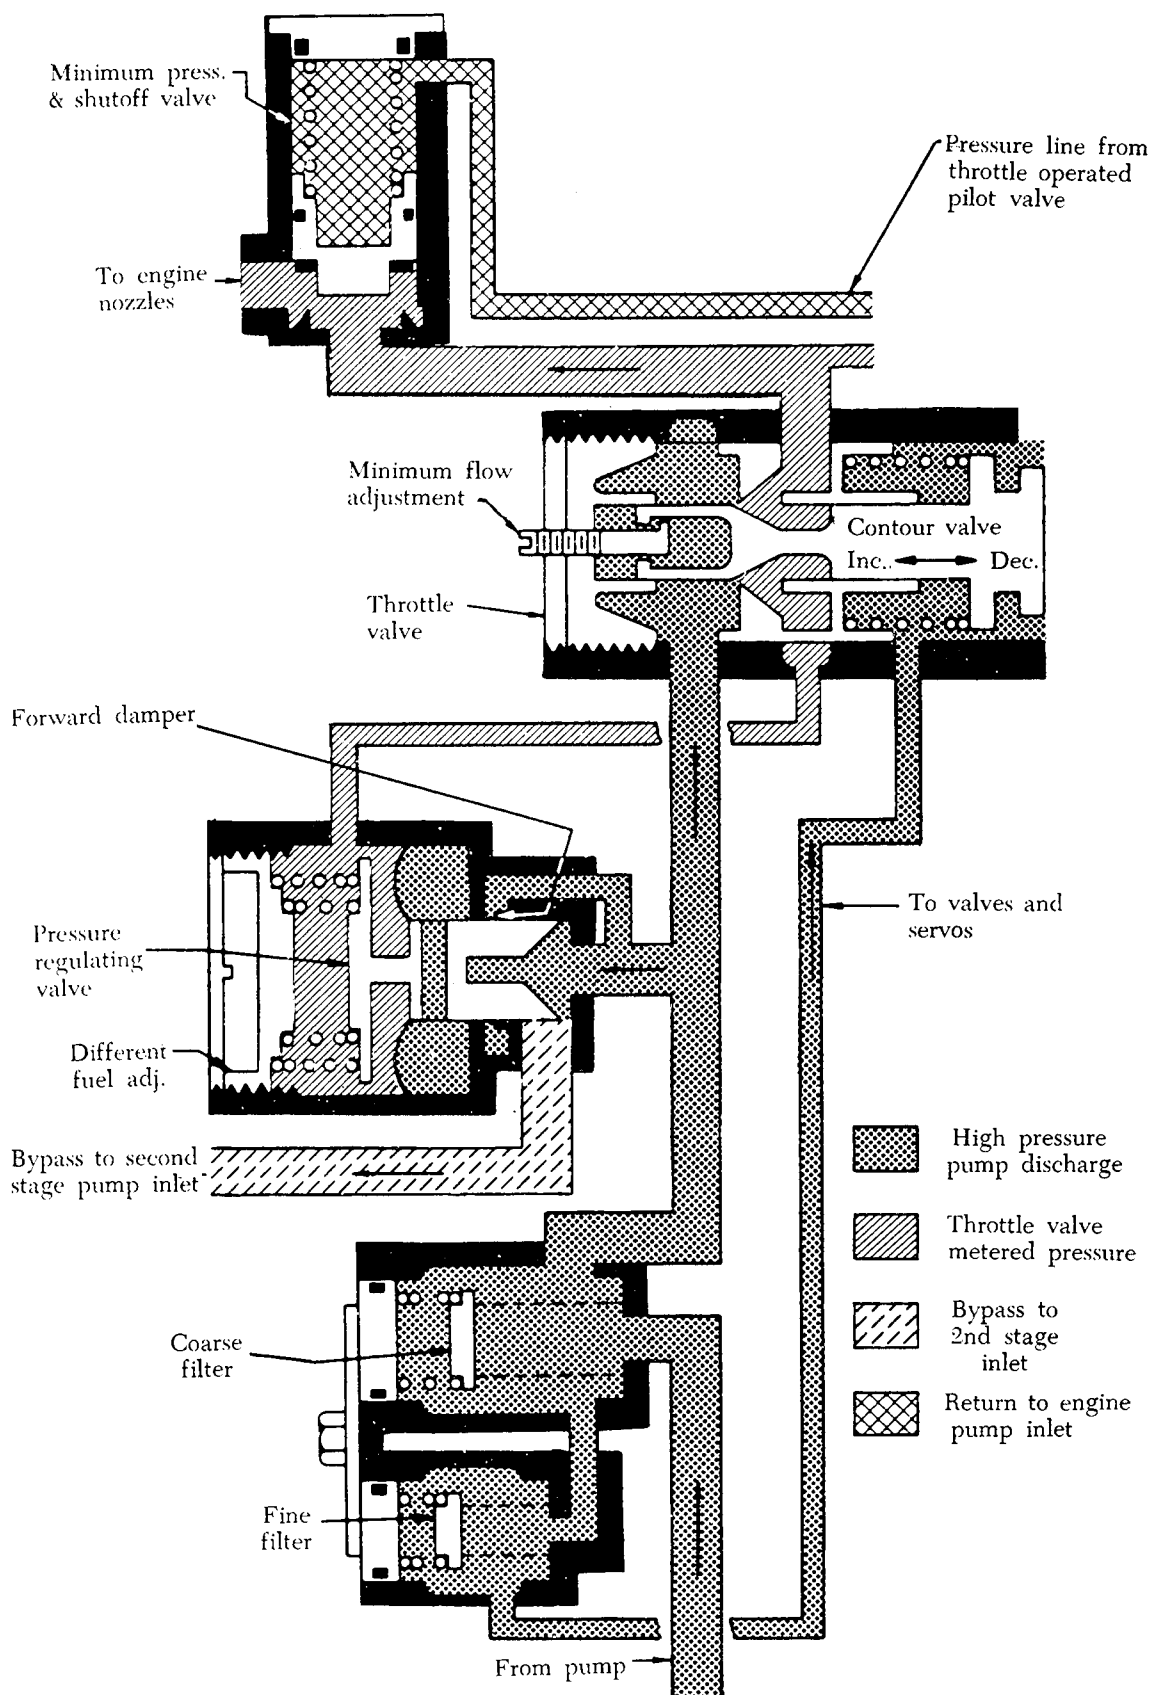 Minimum press.
& shutoff valve
Pressure line from
throttle operated
pilot valve
To engine
nozzles
Minimum flow
adjustment
Contour valve
Inc..
Dec.
Throttle
valve
Forward damper
To valves and
servos
Pressure
regulating
valve
Different
fuel adj.
High pressure
pump discharge
Bypass to second
stage pump inlet
Throttle valve
metered pressure
Bypass to
2nd stage
inlet
Coarse
filter
Return to engine
pump inlet
Fine
filter
From pump